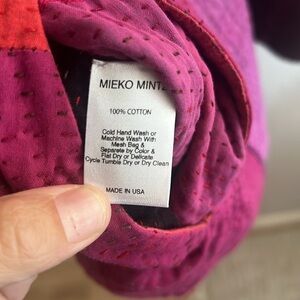 MIEKO MINTZ
100% COTTON
Cold Hand Wash or
Machine Wash With
Mesh Bag &
Separete by Color &
Flat Dry or Delicate
Cycle Tumble Dry or Dry Clean
MADE IN USA